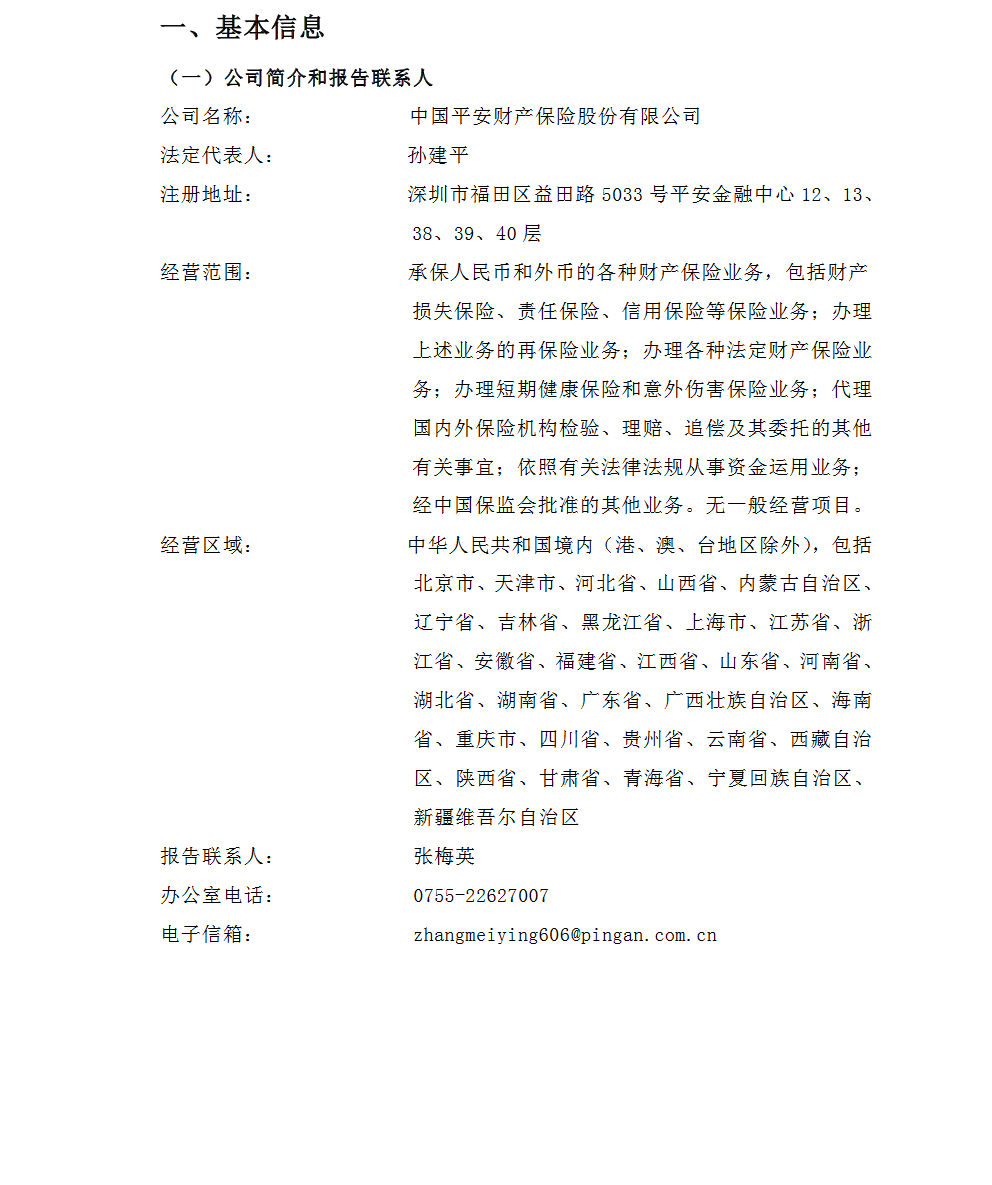 一、基本信息
（一）公司简介和报告联系人
公司名称： 中国平安财产保险股份有限公司
法定代表人： 孙建平
注册地址： 深圳市福田区益田路 5033 号平安金融中心 12、13、
38、39、40 层
经营范围： 承保人民币和外币的各种财产保险业务，包括财产
损失保险、责任保险、信用保险等保险业务；办理
上述业务的再保险业务；办理各种法定财产保险业
务；办理短期健康保险和意外伤害保险业务；代理
国内外保险机构检验、理赔、追偿及其委托的其他
有关事宜；依照有关法律法规从事资金运用业务；
经中国保监会批准的其他业务。无一般经营项目。
经营区域： 中华人民共和国境内（港、澳、台地区除外），包括
北京市、天津市、河北省、山西省、内蒙古自治区、
辽宁省、吉林省、黑龙江省、上海市、江苏省、浙
江省、安徽省、福建省、江西省、山东省、河南省、
湖北省、湖南省、广东省、广西壮族自治区、海南
省、重庆市、四川省、贵州省、云南省、西藏自治
区、陕西省、甘肃省、青海省、宁夏回族自治区、
新疆维吾尔自治区
报告联系人： 张梅英
办公室电话： 0755-22627007
电子信箱： zhangmeiying606@pingan.com.cn